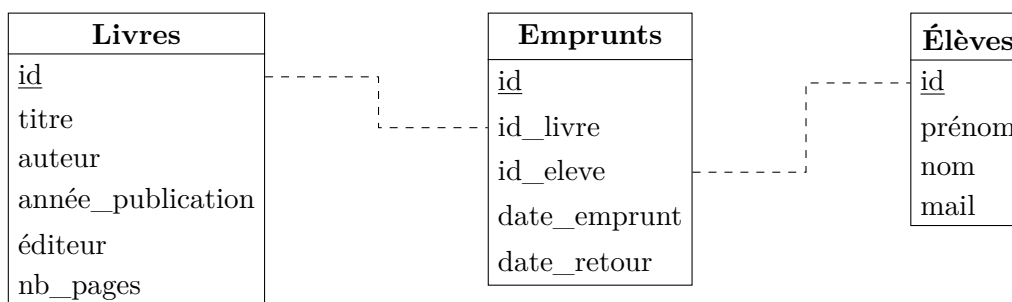 Livres
id
titre
auteur
année_publication
éditeur
nb_pages
Emprunts
id
id_livre
id_eleve
date_emprunt
date_retour
Élèves
id
prénom
nom
mail